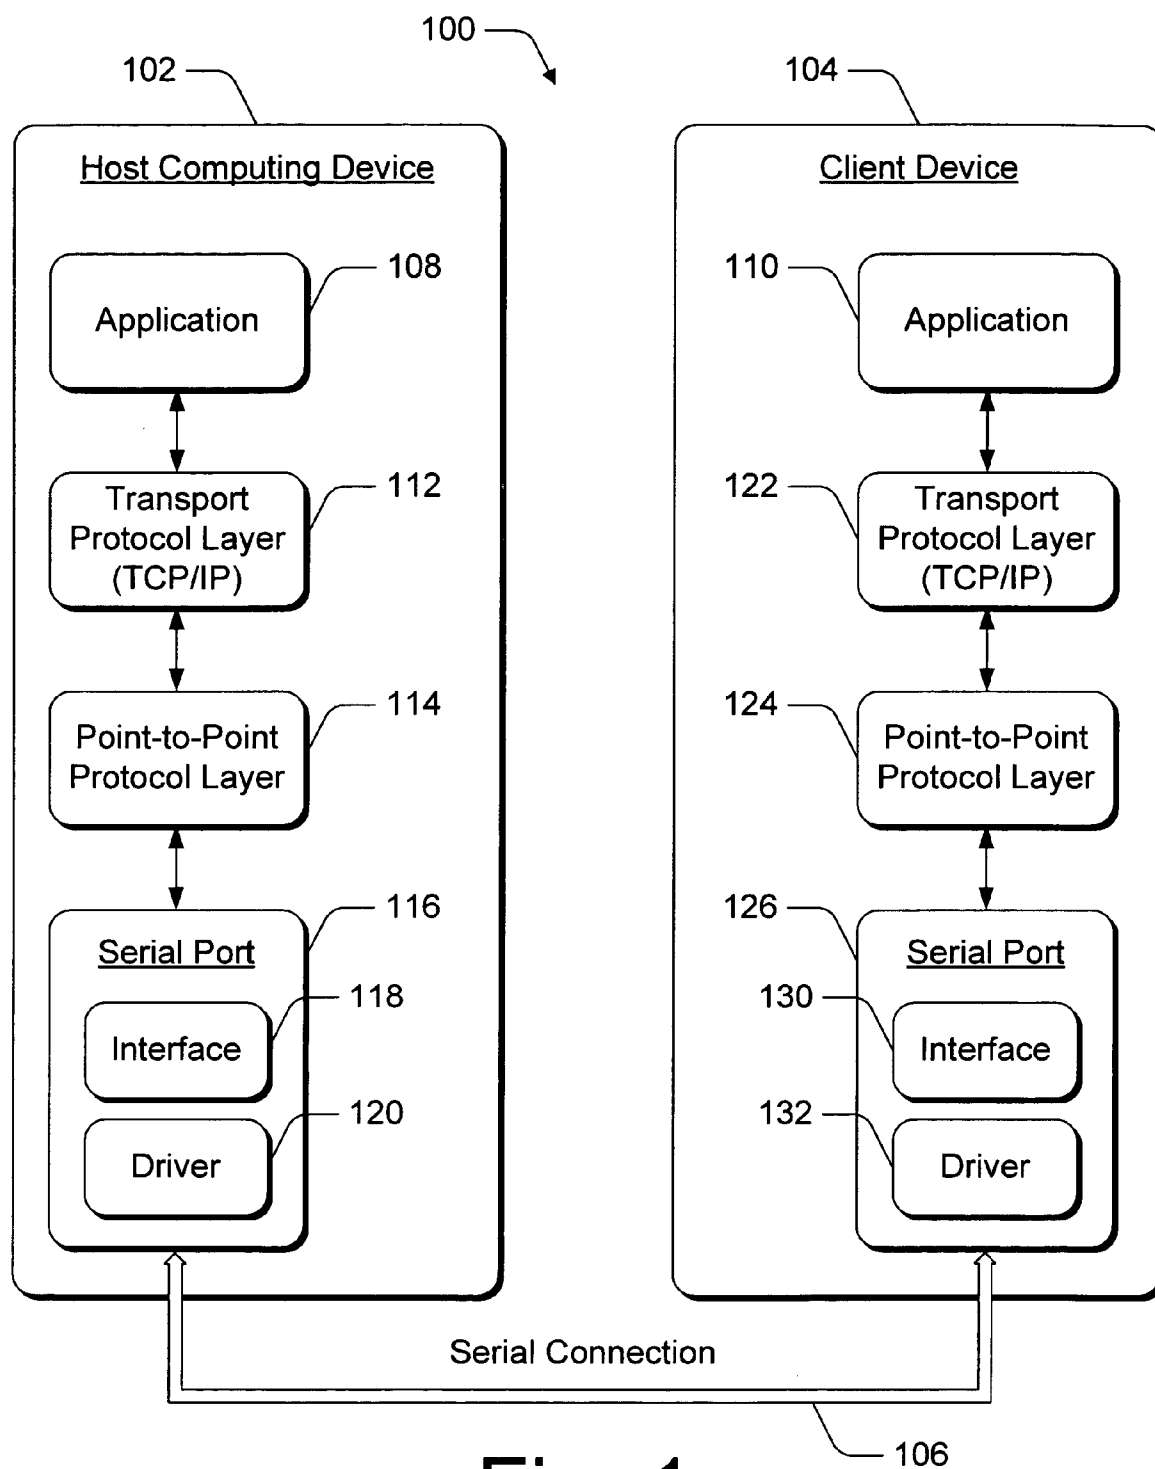 100
102
104
Host Computing Device
Client Device
108
110
Application
Application
112
122
Transport
Protocol Layer
(TCP/IP)
Transport
Protocol Layer
(TCP/IP)
114
124
Point-to-Point
Protocol Layer
Point-to-Point
Protocol Layer
116
126
Serial Port
Serial Port
118
130
Interface
Interface
120
132
Driver
Driver
Serial Connection
106
Fig. 1